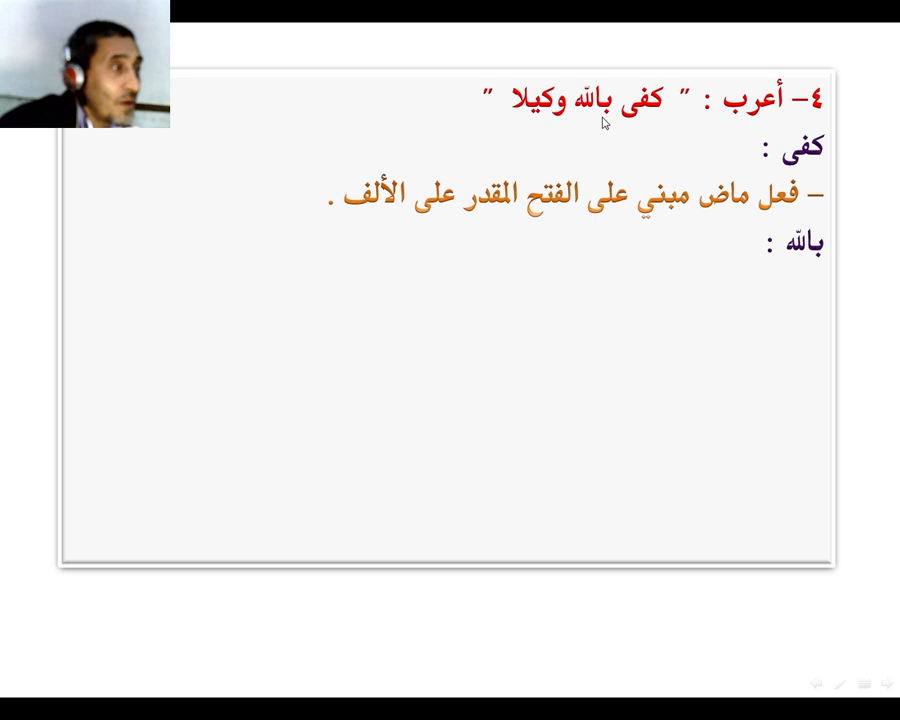 ٤– أعرب : " كفى بالله وكيلا "
كفى :
– فعل ماض مبني على الفتح المقدر على الألف .
بالله :